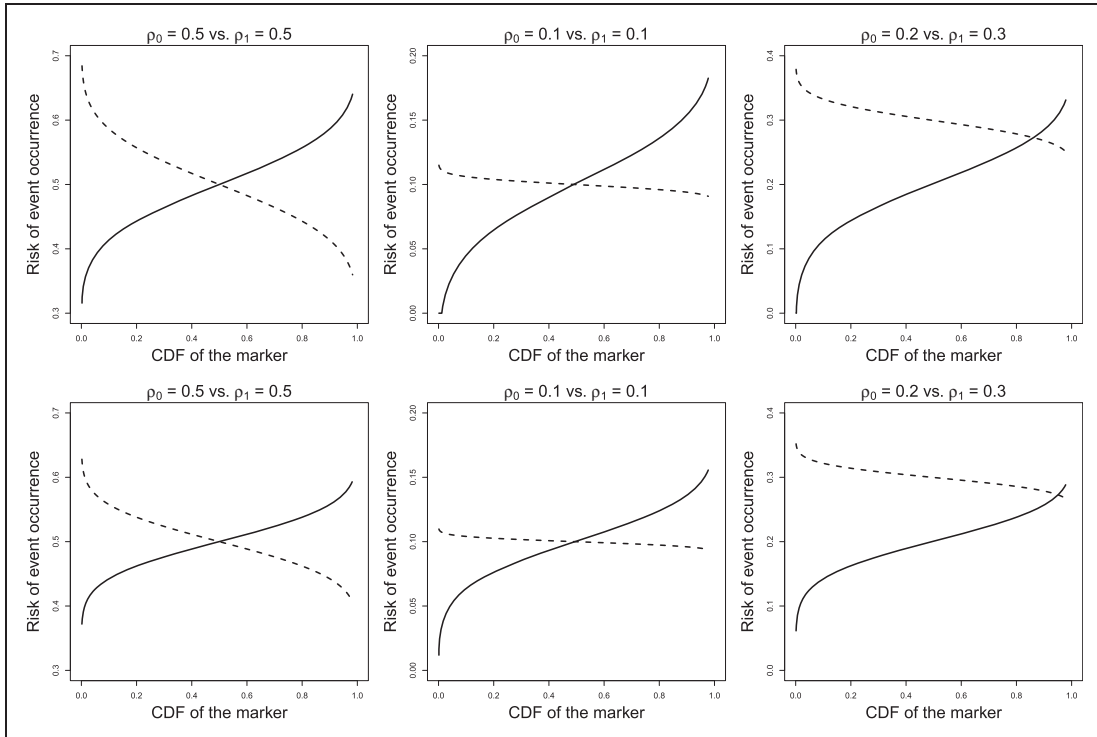 ρ0 = 0.5 vs. ρ1 = 0.5
Risk of event occurrence
0.7
0.6
0.5
0.4
0.3
0.0 0.2 0.4 0.6 0.8 1.0
CDF of the marker
ρ0 = 0.1 vs. ρ1 = 0.1
Risk of event occurrence
0.20
0.15
0.10
0.05
0.00
0.0 0.2 0.4 0.6 0.8 1.0
CDF of the marker
ρ0 = 0.2 vs. ρ1 = 0.3
Risk of event occurrence
0.4
0.3
0.2
0.1
0.0
0.0 0.2 0.4 0.6 0.8 1.0
CDF of the marker
ρ0 = 0.5 vs. ρ1 = 0.5
Risk of event occurrence
0.7
0.6
0.5
0.4
0.3
0.0 0.2 0.4 0.6 0.8 1.0
CDF of the marker
ρ0 = 0.1 vs. ρ1 = 0.1
Risk of event occurrence
0.20
0.15
0.10
0.05
0.00
0.0 0.2 0.4 0.6 0.8 1.0
CDF of the marker
ρ0 = 0.2 vs. ρ1 = 0.3
Risk of event occurrence
0.4
0.3
0.2
0.1
0.0
0.0 0.2 0.4 0.6 0.8 1.0
CDF of the marker